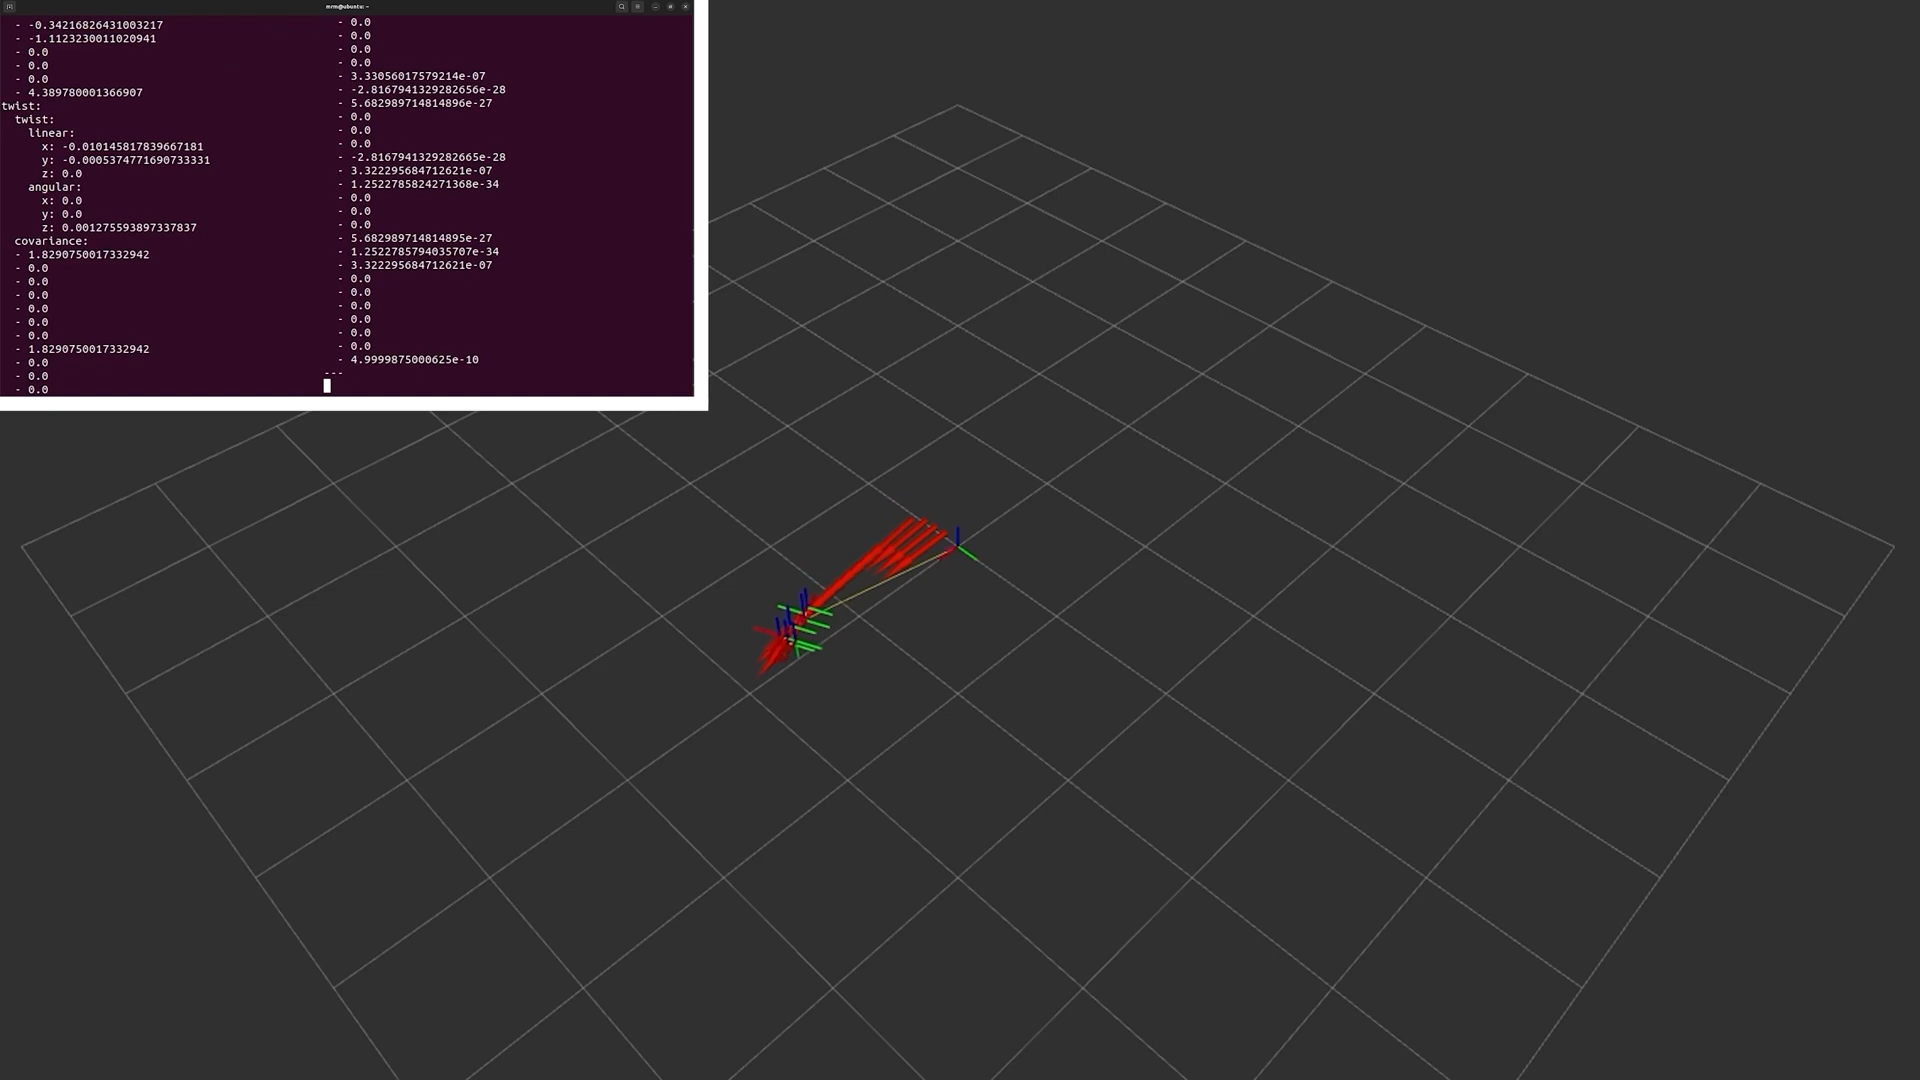 mrm@ubuntu: ~
- -0.34216826431003217
- -1.1123230011020941
- 0.0
- 0.0
- 0.0
- 4.389780001366907
twist:
twist:
linear:
x: -0.010145817839667181
y: -0.0005374771690733331
z: 0.0
angular:
x: 0.0
y: 0.0
z: 0.001275593897337837
covariance:
- 1.8290750017332942
- 0.0
- 0.0
- 0.0
- 0.0
- 0.0
- 0.0
- 1.8290750017332942
- 0.0
- 0.0
- 0.0
- 0.0
- 0.0
- 0.0
- 0.0
- 3.33056017579214e-07
- -2.8167941329282656e-28
- 5.682989714814896e-27
- 0.0
- 0.0
- 0.0
- -2.8167941329282665e-28
- 3.322295684712621e-07
- 1.2522785824271368e-34
- 0.0
- 0.0
- 0.0
- 5.682989714814895e-27
- 1.2522785794035707e-34
- 3.322295684712621e-07
- 0.0
- 0.0
- 0.0
- 0.0
- 0.0
- 0.0
- 4.9999875000625e-10
---